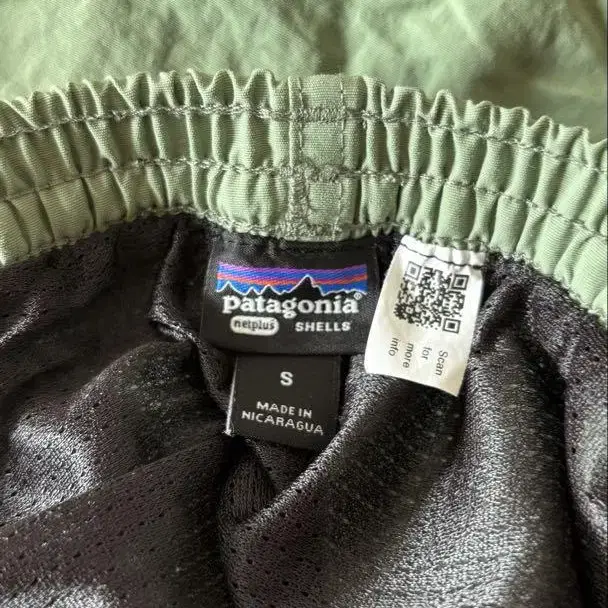 patagonia®
netplus SHELLS
S
MADE IN
NICARAGUA
Scan
for
more
info